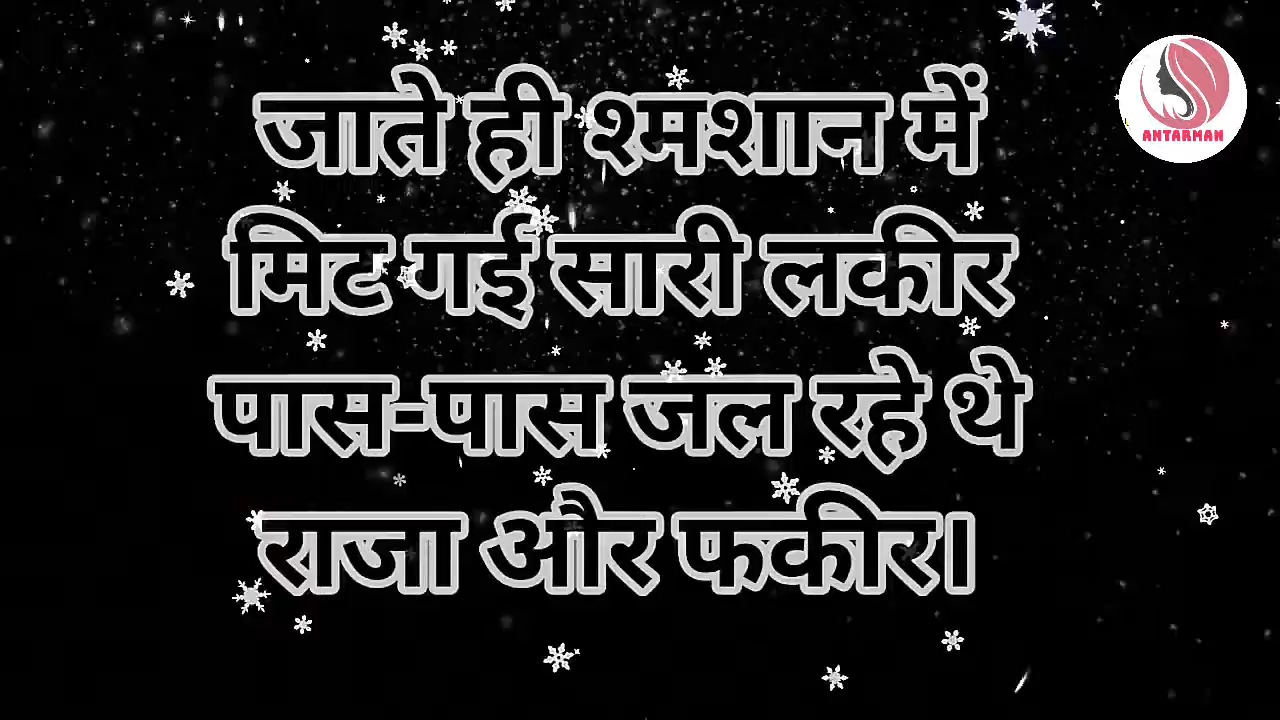 ANTARMAN
जाते ही श्मशान में
मिट गई सारी लकीर
पास-पास जल रहे थे
राजा और फकीर।